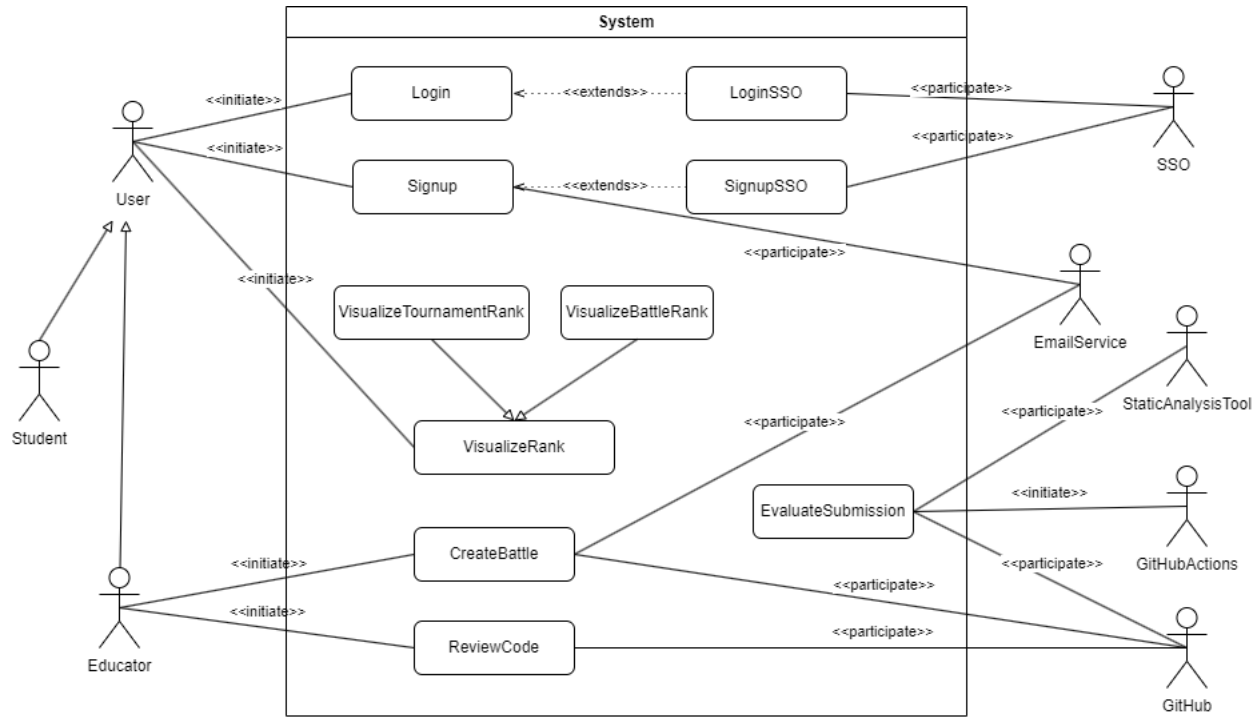 System
Login
<<extends>>
LoginSSO
<<participate>>
<<initiate>>
SSO
<<participate>>
<<initiate>>
User
Signup
<<extends>>
SignupSSO
<<participate>>
<<initiate>>
VisualizeTournamentRank
VisualizeBattleRank
EmailService
StaticAnalysisTool
<<participate>>
<<participate>>
Student
VisualizeRank
<<initiate>>
EvaluateSubmission
GitHubActions
CreateBattle
<<initiate>>
<<participate>>
<<participate>>
<<initiate>>
ReviewCode
<<participate>>
Educator
GitHub